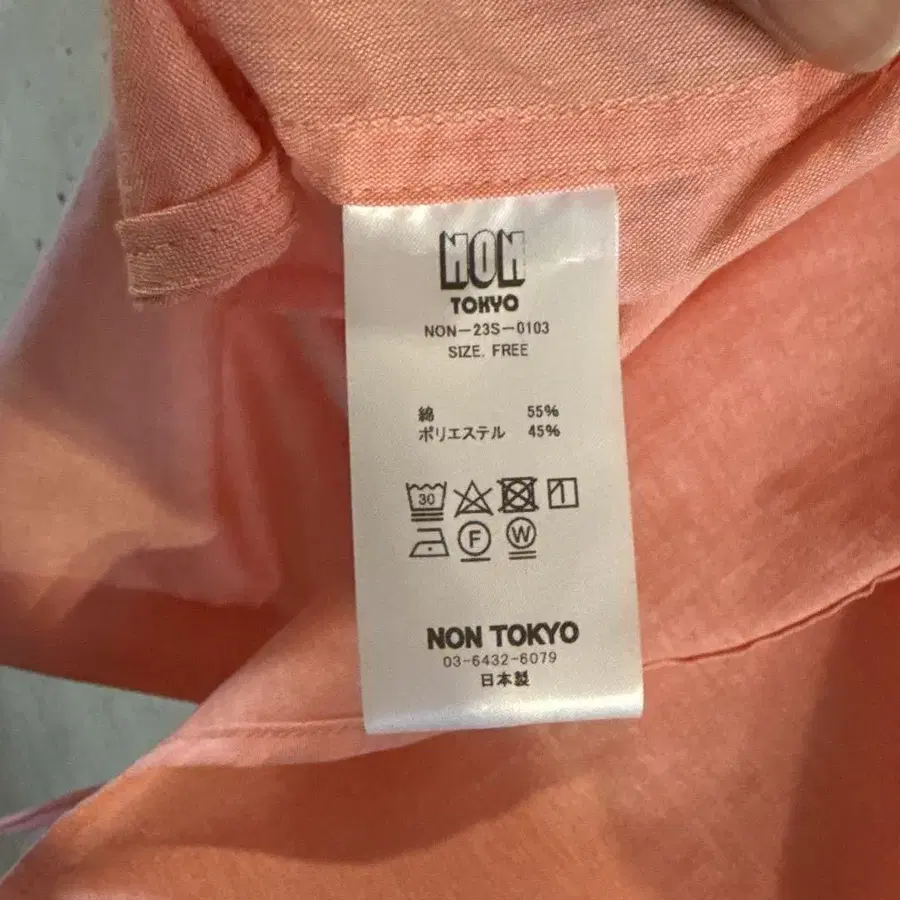 NON
TOKYO
NON-23S-0103
SIZE. FREE
綿 55%
ポリエステル 45%
30
F W
NON TOKYO
03-6432-6079
日本製